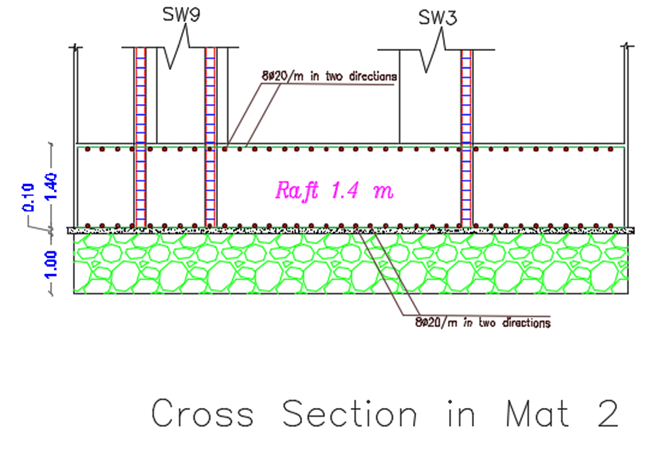 SW9
SW3
8Ø20/m in two directions
Raft 1.4 m
0.10
1.40
1.00
8Ø20/m in two directions
Cross Section in Mat 2